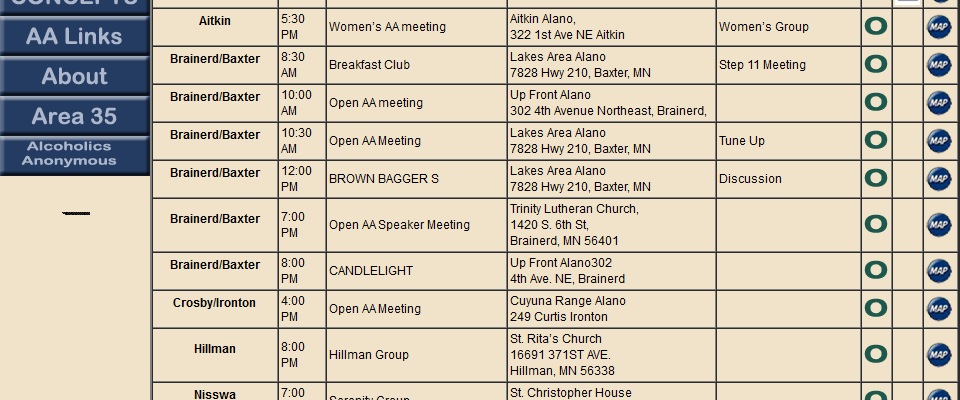 CONCEPTS
AA Links
About
Area 35
Alcoholics
Anonymous
Aitkin
5:30
PM
Women's AA meeting
Aitkin Alano,
322 1st Ave NE Aitkin
Women's Group
O
MAP
Brainerd/Baxter
8:30
AM
Breakfast Club
Lakes Area Alano
7828 Hwy 210, Baxter, MN
Step 11 Meeting
O
MAP
Brainerd/Baxter
10:00
AM
Open AA meeting
Up Front Alano
302 4th Avenue Northeast, Brainerd,
O
MAP
Brainerd/Baxter
10:30
AM
Open AA Meeting
Lakes Area Alano
7828 Hwy 210, Baxter, MN
Tune Up
O
MAP
Brainerd/Baxter
12:00
PM
BROWN BAGGER S
Lakes Area Alano
7828 Hwy 210, Baxter, MN
Discussion
O
MAP
Brainerd/Baxter
7:00
PM
Open AA Speaker Meeting
Trinity Lutheran Church,
1420 S. 6th St,
Brainerd, MN 56401
O
MAP
Brainerd/Baxter
8:00
PM
CANDLELIGHT
Up Front Alano302
4th Ave. NE, Brainerd
O
MAP
Crosby/Ironton
4:00
PM
Open AA Meeting
Cuyuna Range Alano
249 Curtis Ironton
O
MAP
Hillman
8:00
PM
Hillman Group
St. Rita's Church
16691 371ST AVE.
Hillman, MN 56338
O
MAP
Nisswa
7:00
Serenity Group
St. Christopher House